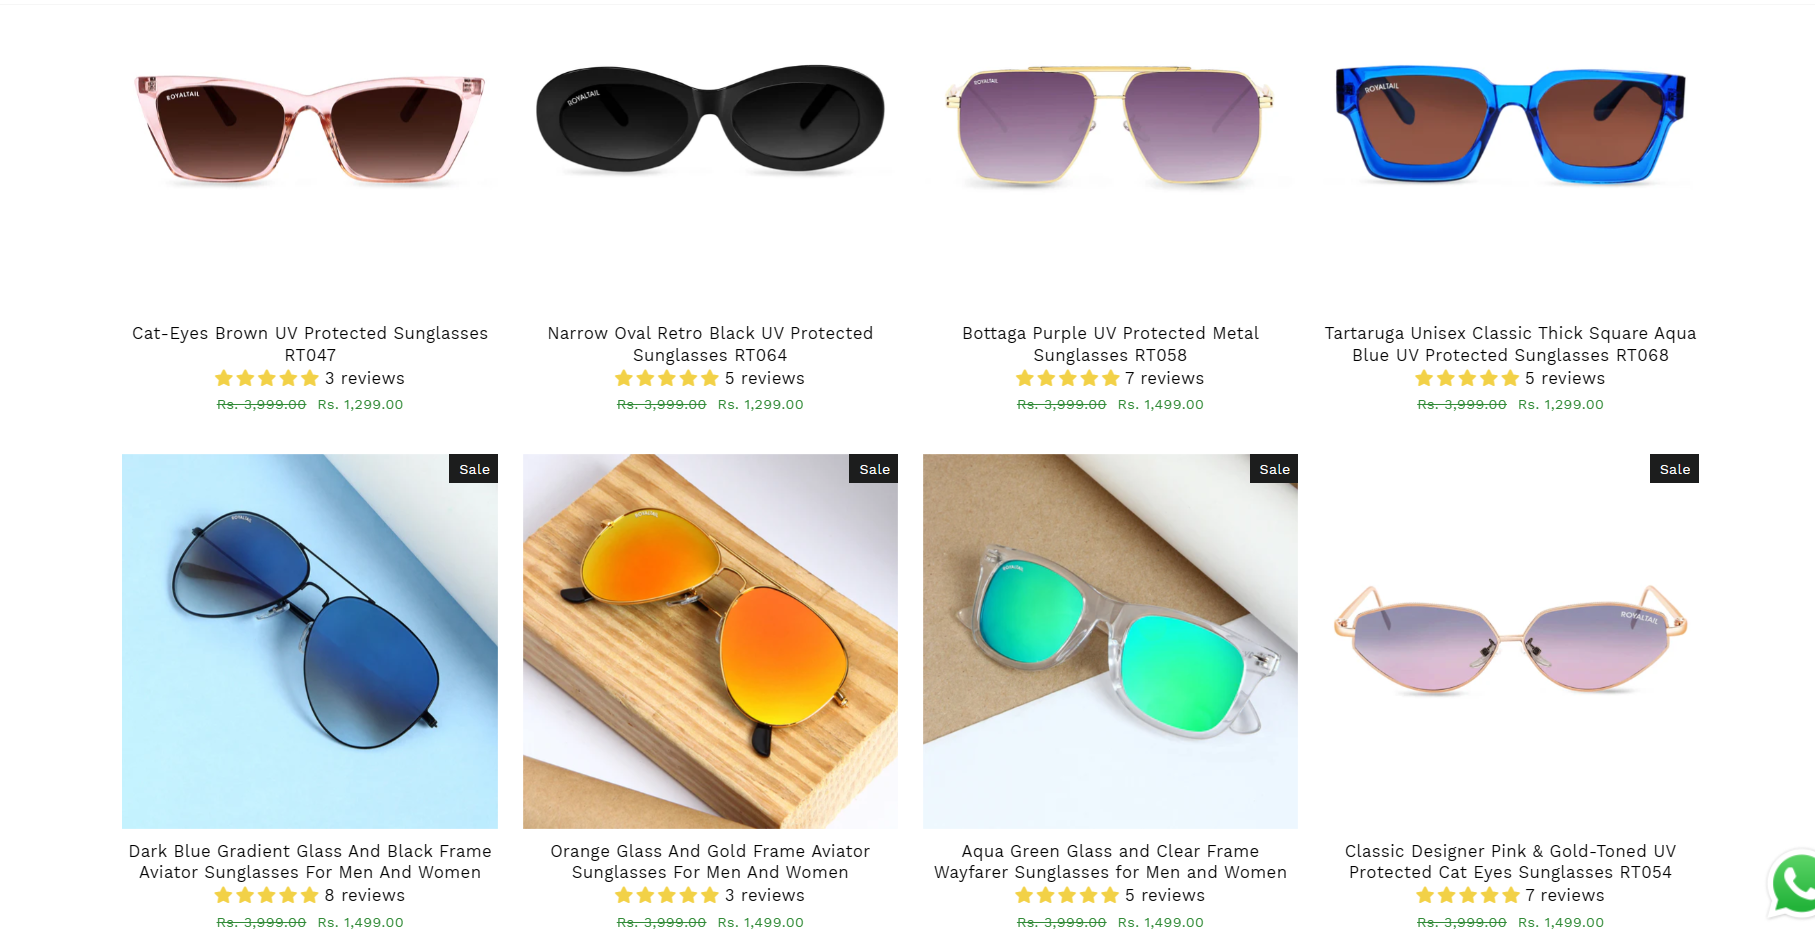 ROYALTAIL
ROYALTAIL
ROYALTAIL
ROYALTAIL
Cat-Eyes Brown UV Protected Sunglasses
RT047
3 reviews
Rs. 3,999.00 Rs. 1,299.00
Narrow Oval Retro Black UV Protected
Sunglasses RT064
5 reviews
Rs. 3,999.00 Rs. 1,299.00
Bottaga Purple UV Protected Metal
Sunglasses RT058
7 reviews
Rs. 3,999.00 Rs. 1,499.00
Tartaruga Unisex Classic Thick Square Aqua
Blue UV Protected Sunglasses RT068
5 reviews
Rs. 3,999.00 Rs. 1,299.00
Sale
ROYALTAIL
Sale
ROYALTAIL
Sale
ROYALTAIL
Sale
ROYALTAIL
Dark Blue Gradient Glass And Black Frame
Aviator Sunglasses For Men And Women
8 reviews
Rs. 3,999.00 Rs. 1,499.00
Orange Glass And Gold Frame Aviator
Sunglasses For Men And Women
3 reviews
Rs. 3,999.00 Rs. 1,499.00
Aqua Green Glass and Clear Frame
Wayfarer Sunglasses for Men and Women
5 reviews
Rs. 3,999.00 Rs. 1,499.00
Classic Designer Pink & Gold-Toned UV
Protected Cat Eyes Sunglasses RT054
7 reviews
Rs. 3,999.00 Rs. 1,499.00